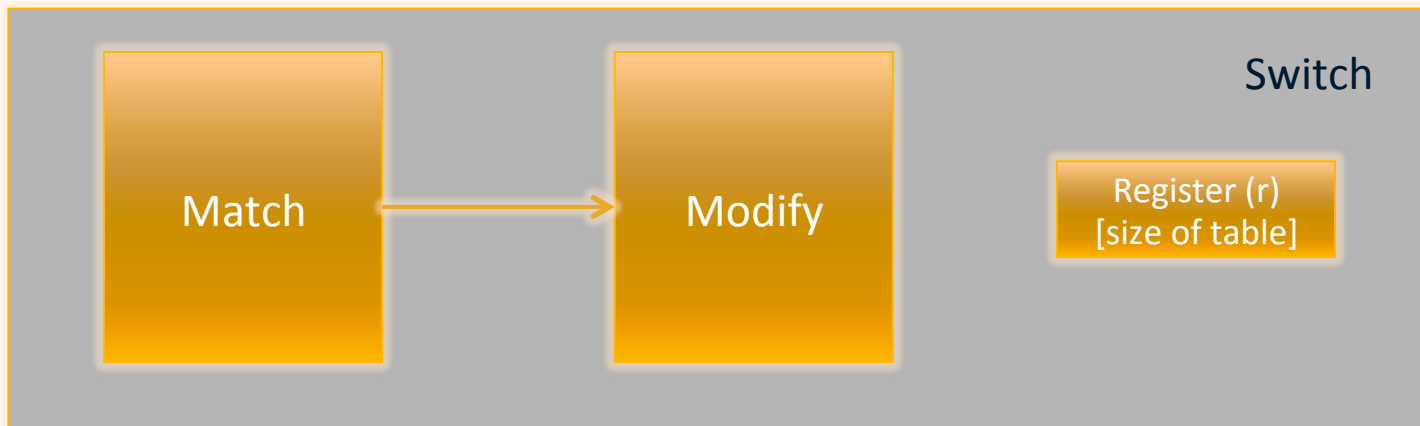 Switch
Match
Modify
Register (r)
[size of table]